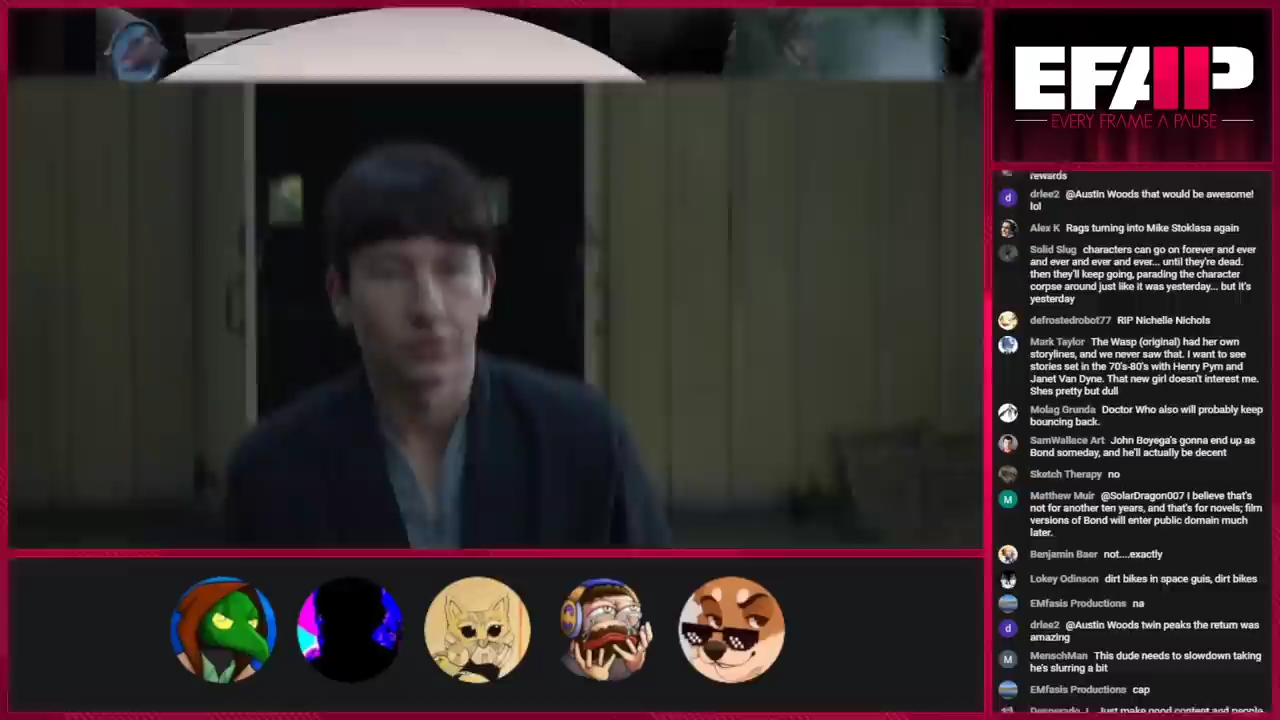 EFAP
EVERY FRAME A PAUSE
rewards
drlee2 @Austin Woods that would be awesome!
lol
Alex K Rags turning into Mike Stoklasa again
Solid Slug characters can go on forever and ever
and ever and ever and ever... until they're dead.
then they'll keep going, parading the character
corpse around just like it was yesterday... but it's
yesterday
defrostedrobot77 RIP Nichelle Nichols
Mark Taylor The Wasp (original) had her own
storylines, and we never saw that. I want to see
stories set in the 70's-80's with Henry Pym and
Janet Van Dyne. That new girl doesn't interest me.
Shes pretty but dull
Molag Grunda Doctor Who also will probably keep
bouncing back.
SamWallace Art John Boyega's gonna end up as
Bond someday, and he'll actually be decent
Sketch Therapy no
M Matthew Muir @SolarDragon007 I believe that's
not for another ten years, and that's for novels; film
versions of Bond will enter public domain much
later.
Benjamin Baer not....exactly
Lokey Odinson dirt bikes in space guis, dirt bikes
EMfasis Productions na
d drlee2 @Austin Woods twin peaks the return was
amazing
M MenschMan This dude needs to slowdown taking
he's slurring a bit
EMfasis Productions cap
Desperado J Just make good content and people